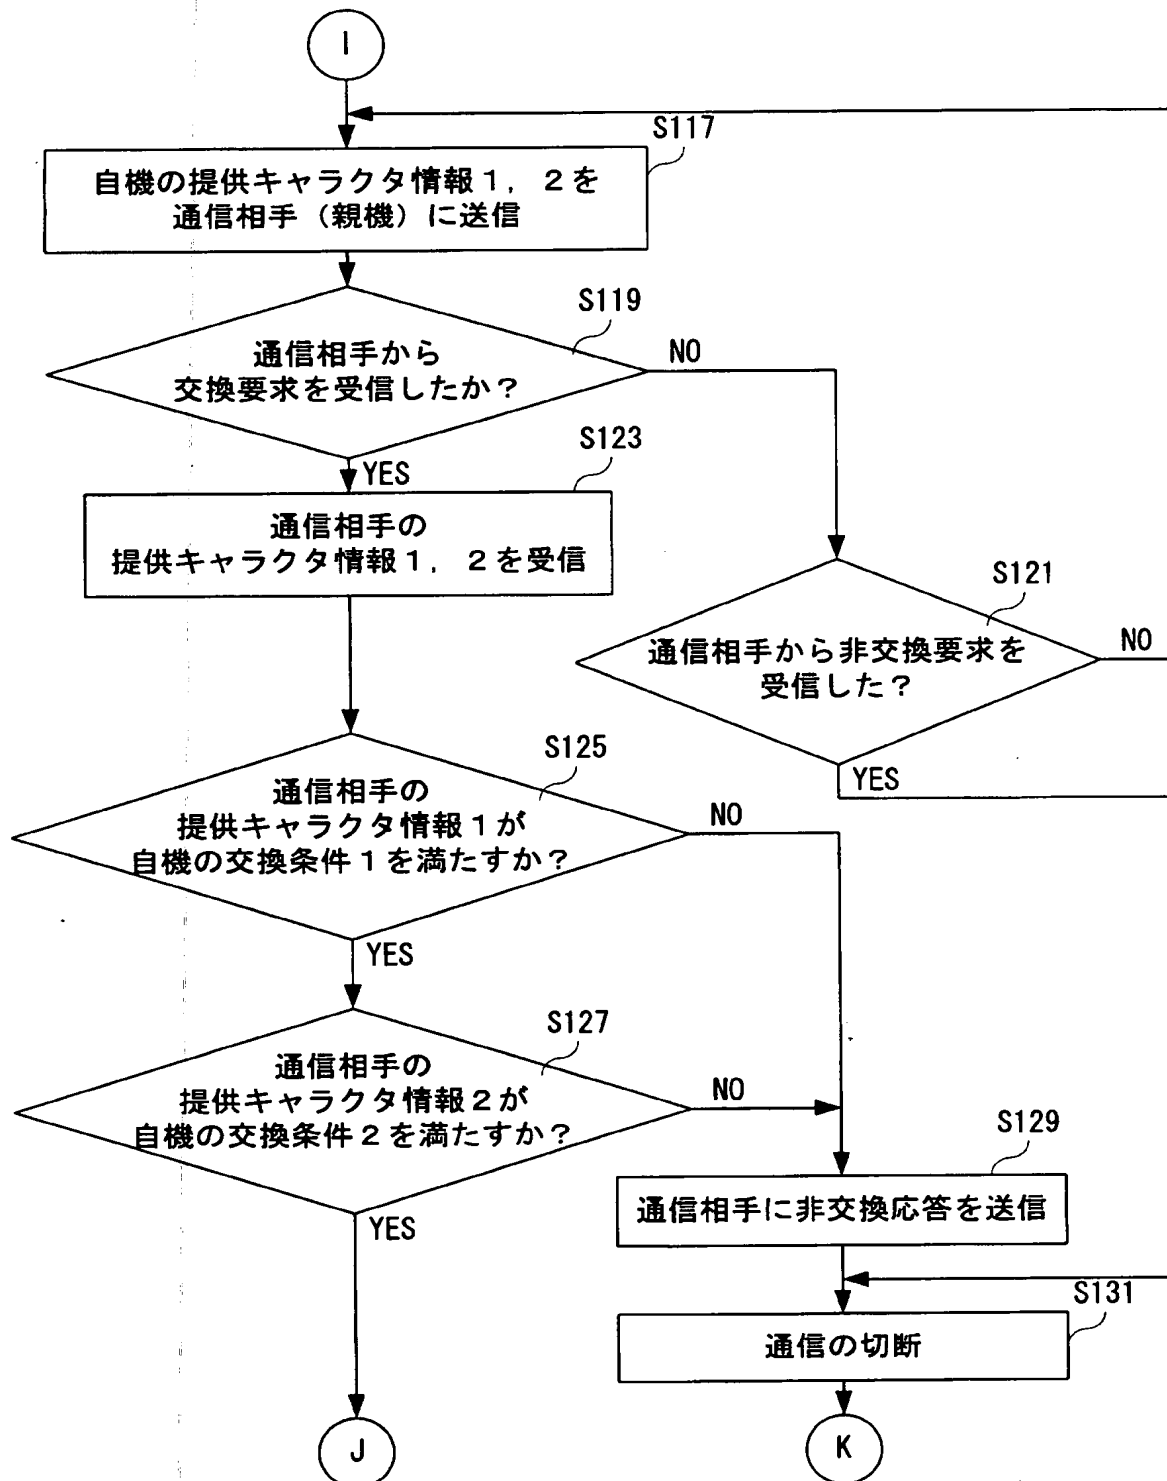 I
S117
自機の提供キャラクタ情報1, 2を
通信相手(親機)に送信
S119
通信相手から
交換要求を受信したか?
NO
YES
S123
通信相手の
提供キャラクタ情報1, 2を受信
S121
通信相手から非交換要求を
受信した?
NO
YES
S125
通信相手の
提供キャラクタ情報1が
自機の交換条件1を満たすか?
NO
YES
S127
通信相手の
提供キャラクタ情報2が
自機の交換条件2を満たすか?
NO
YES
S129
通信相手に非交換応答を送信
S131
通信の切断
J
K